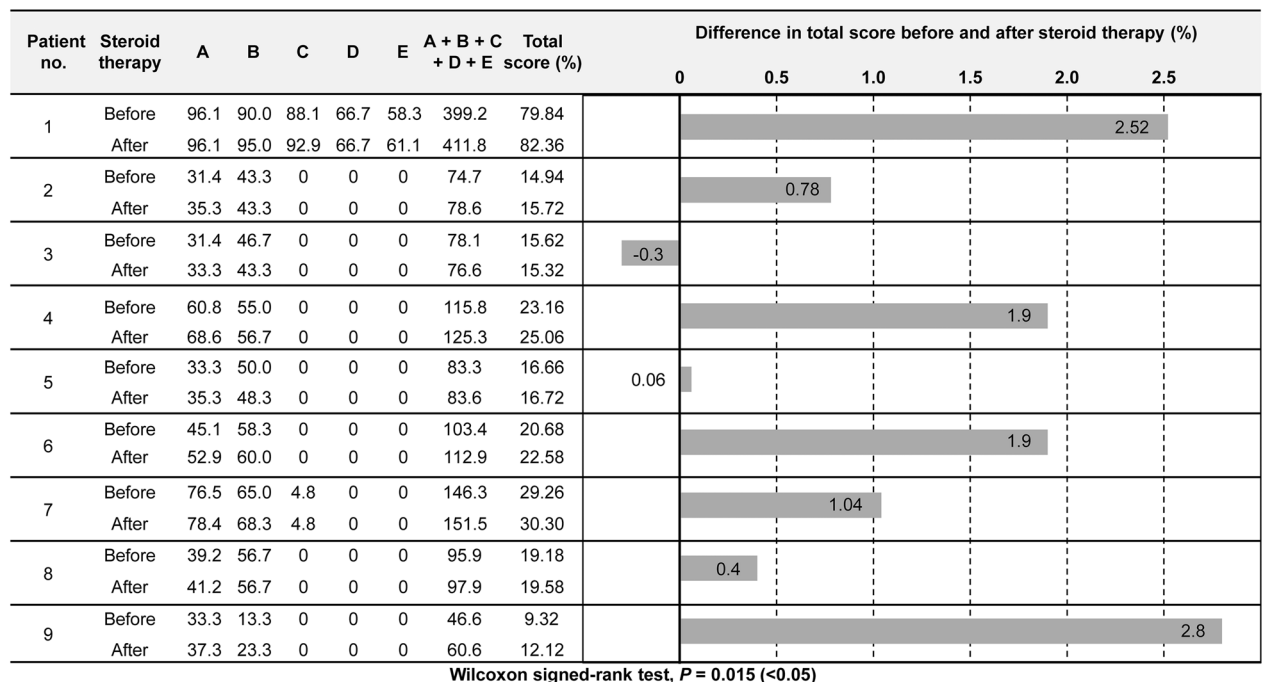 Patient no. Steroid therapy A B C D E A + B + C + D + E Total score (%) Difference in total score before and after steroid therapy (%)
0 0.5 1.0 1.5 2.0 2.5
1 Before 96.1 90.0 88.1 66.7 58.3 399.2 79.84 2.52
After 96.1 95.0 92.9 66.7 61.1 411.8 82.36
2 Before 31.4 43.3 0 0 0 74.7 14.94 0.78
After 35.3 43.3 0 0 0 78.6 15.72
3 Before 31.4 46.7 0 0 0 78.1 15.62 -0.3
After 33.3 43.3 0 0 0 76.6 15.32
4 Before 60.8 55.0 0 0 0 115.8 23.16 1.9
After 68.6 56.7 0 0 0 125.3 25.06
5 Before 33.3 50.0 0 0 0 83.3 16.66 0.06
After 35.3 48.3 0 0 0 83.6 16.72
6 Before 45.1 58.3 0 0 0 103.4 20.68 1.9
After 52.9 60.0 0 0 0 112.9 22.58
7 Before 76.5 65.0 4.8 0 0 146.3 29.26 1.04
After 78.4 68.3 4.8 0 0 151.5 30.30
8 Before 39.2 56.7 0 0 0 95.9 19.18 0.4
After 41.2 56.7 0 0 0 97.9 19.58
9 Before 33.3 13.3 0 0 0 46.6 9.32 2.8
After 37.3 23.3 0 0 0 60.6 12.12
Wilcoxon signed-rank test, P = 0.015 (<0.05)